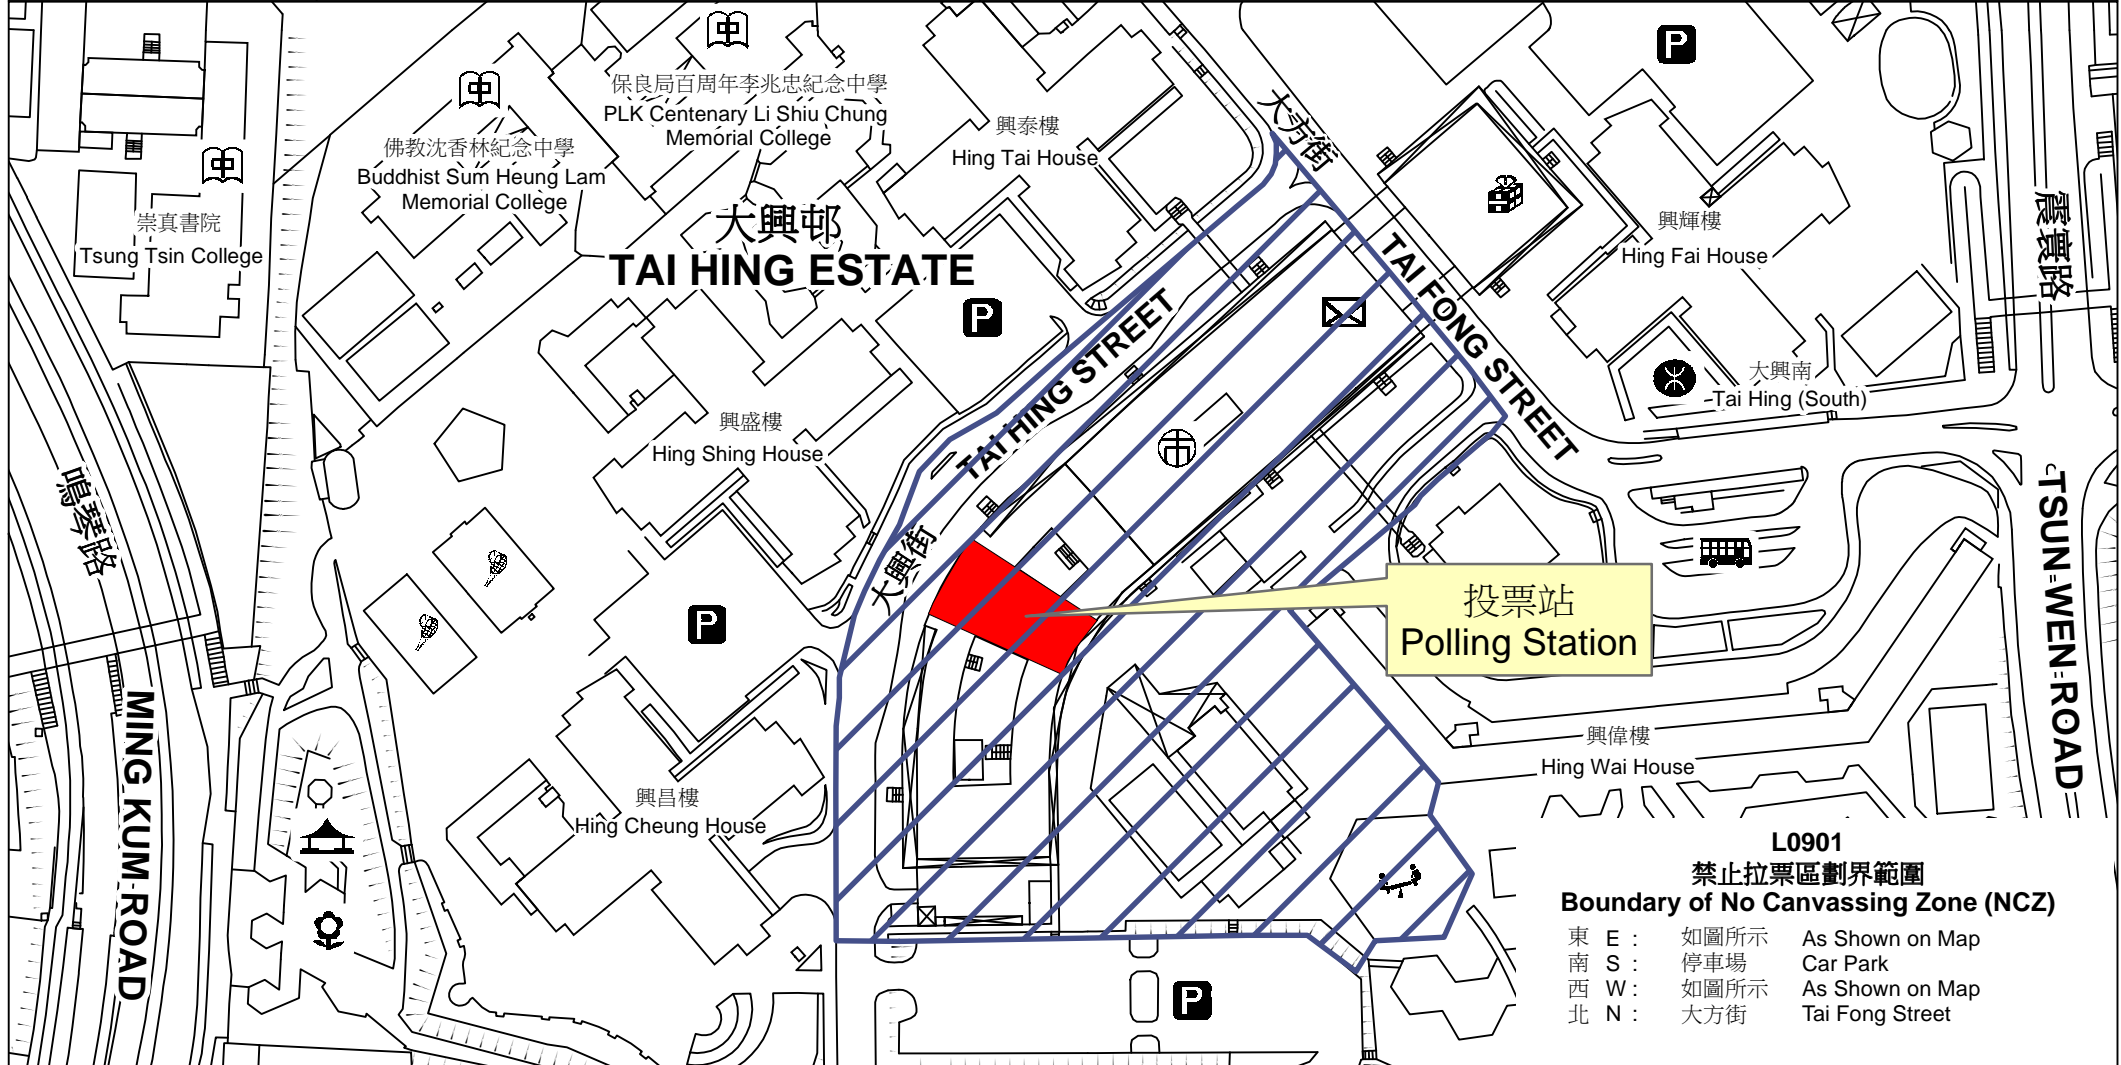 保良局百周年李兆忠紀念中學
PLK Centenary Li Shiu Chung
Memorial College
佛教沈香林紀念中學
Buddhist Sum Heung Lam
Memorial College
崇真書院
Tsung Tsin College
大興邨
TAI HING ESTATE
興泰樓
Hing Tai House
大方街
TAI FONG STREET
興輝樓
Hing Fai House
震寰路
TSUN WEN ROAD
大興南
Tai Hing (South)
P
P
P
P
中
中
中
市
TAI HING STREET
大興街
興盛樓
Hing Shing House
鳴琴路
MING KUM ROAD
興昌樓
Hing Cheung House
投票站
Polling Station
興偉樓
Hing Wai House
L0901
禁止拉票區劃界範圍
Boundary of No Canvassing Zone (NCZ)
東 E : 如圖所示 As Shown on Map
南 S : 停車場 Car Park
西 W : 如圖所示 As Shown on Map
北 N : 大方街 Tai Fong Street